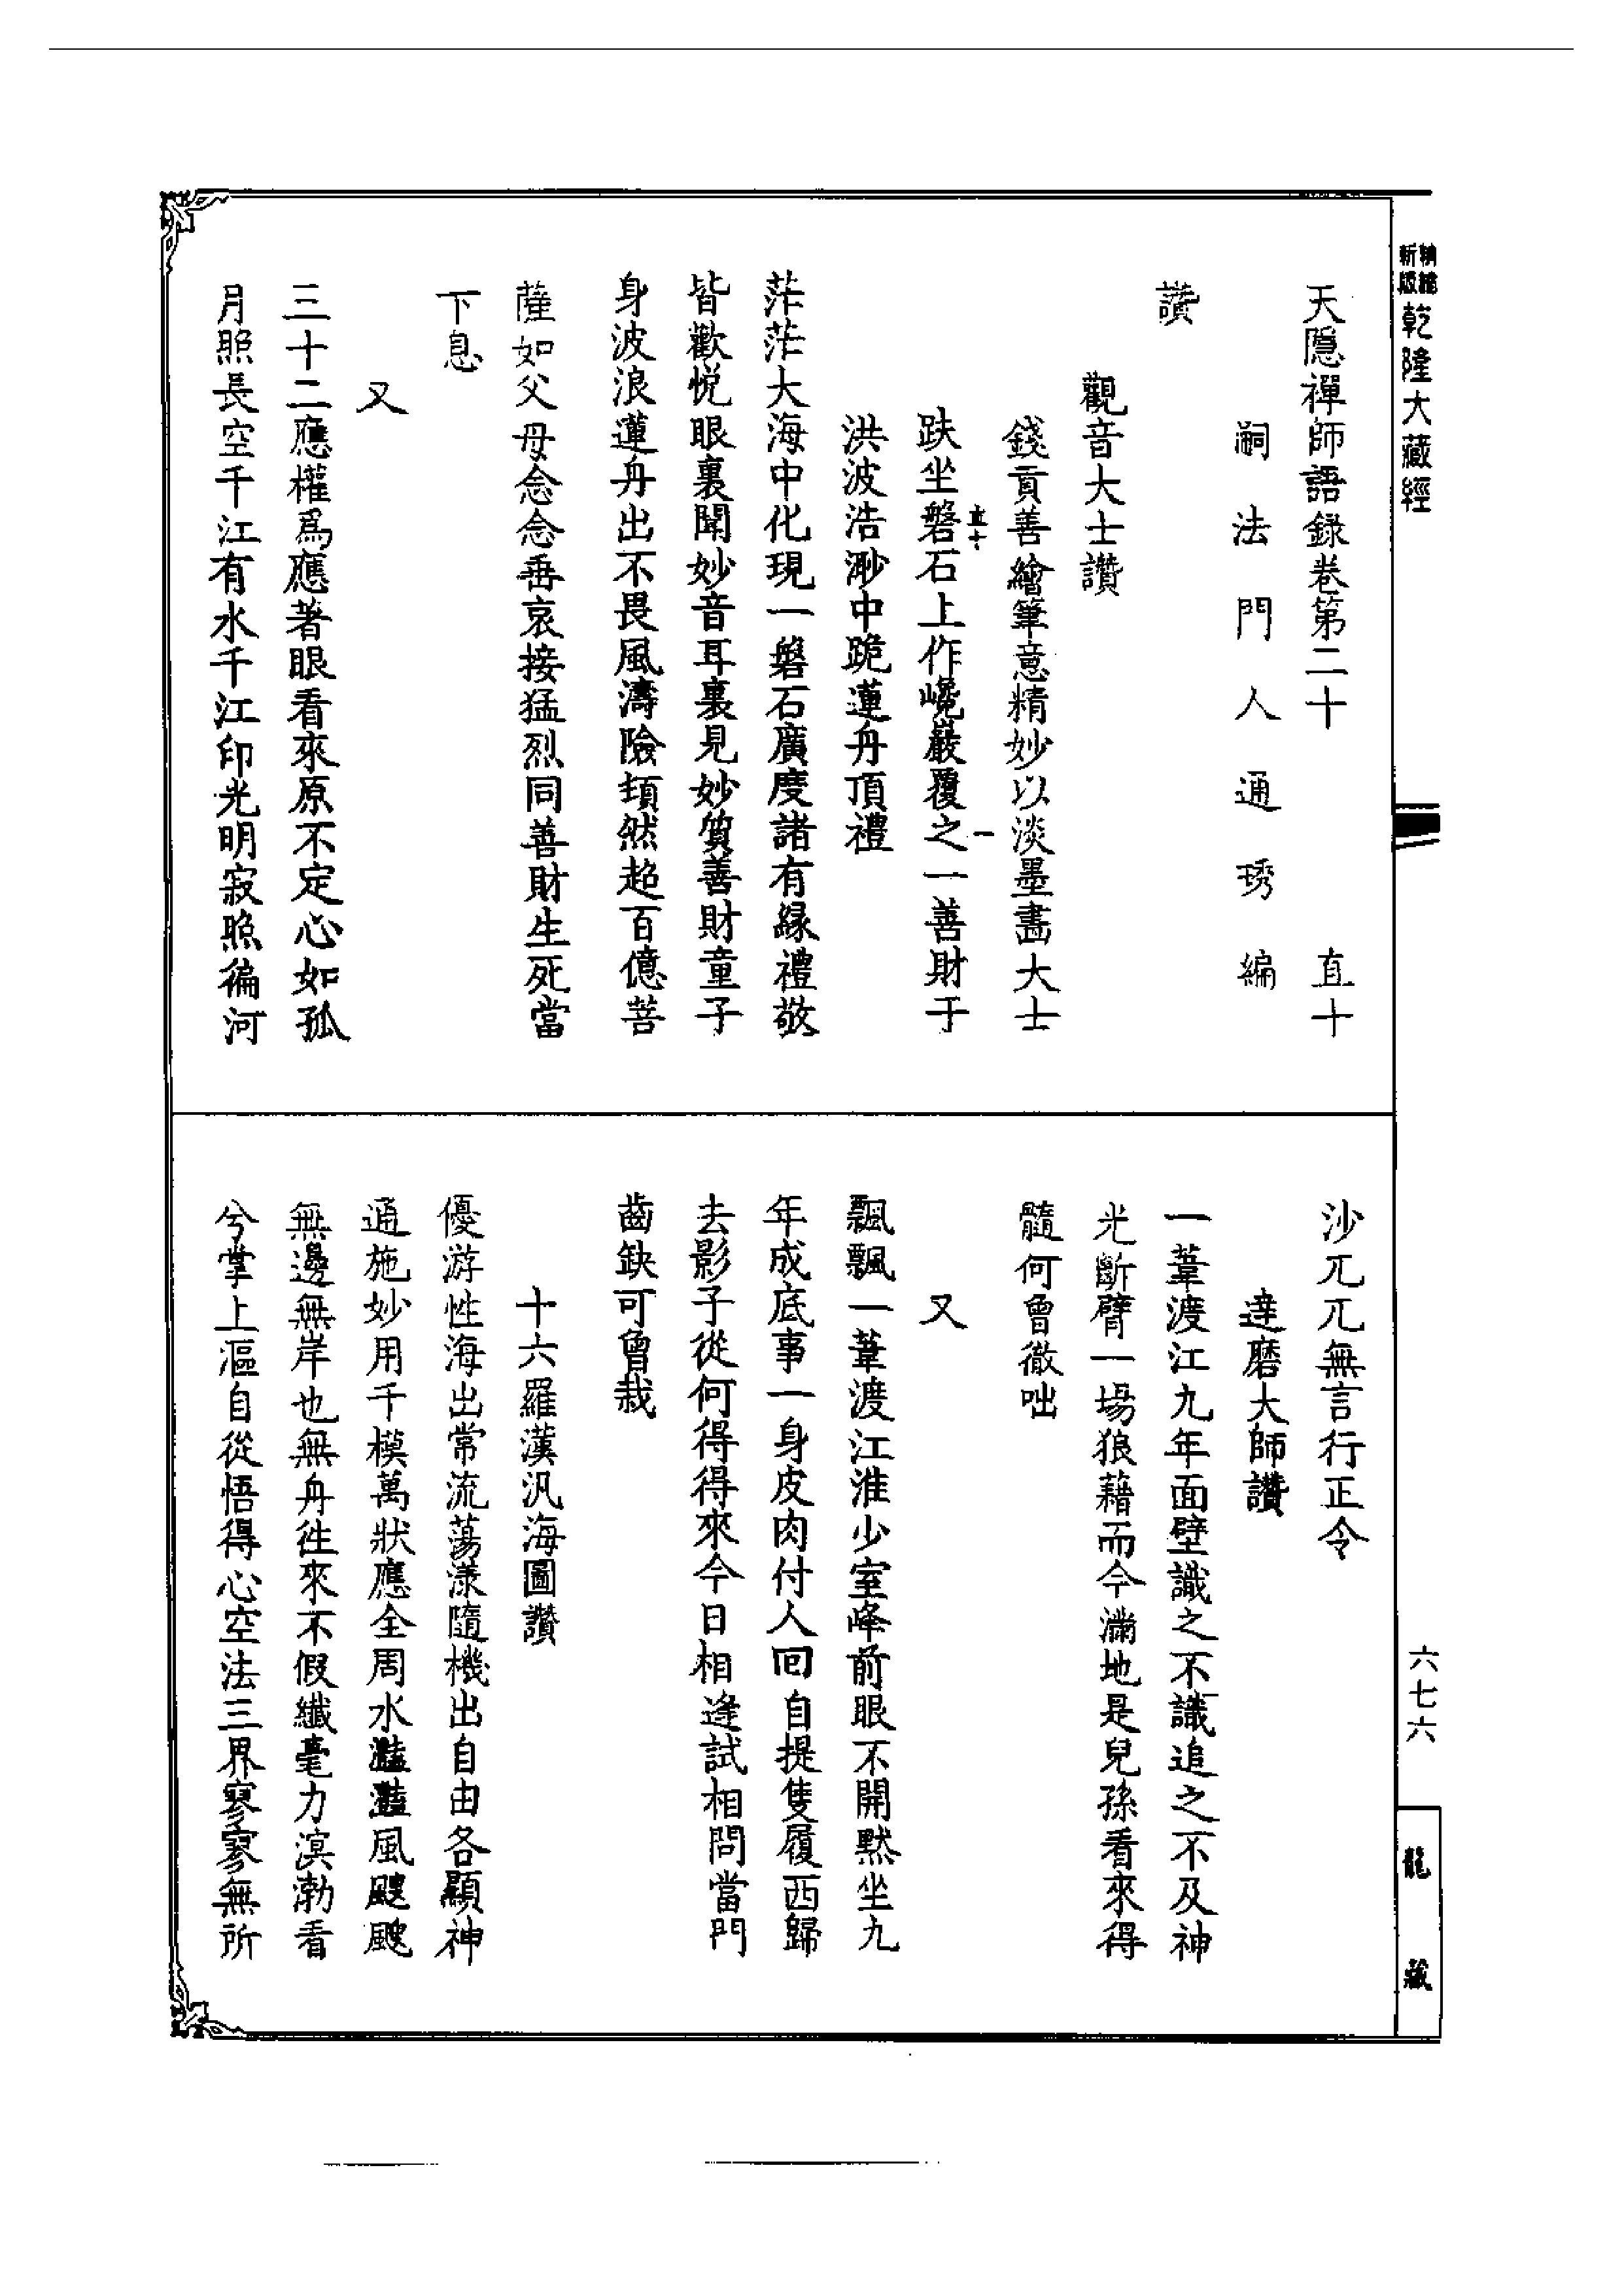 精縮新版乾隆大藏經
天隱禪師語錄卷第二十 直十
嗣法門人通琇編
讚
觀音大士讚
錢貢善繪筆意精妙以淡墨畵大士
趺坐磐石上作巉巖覆之一善財于
直十 一
洪波浩渺中跪蓮舟頂禮
茫茫大海中化現一磐石廣度諸有緣禮敬
皆歡悅眼裏聞妙音耳裏見妙質善財童子
身波浪蓮舟出不畏風濤險頊然超百億菩
薩如父母念念垂哀接猛烈同善財生死當
下息
又
三十二應權爲應著眼看來原不定心如孤
月照長空千江有水千江印光明寂照徧河
沙兀兀無言行正令
達磨大師讚
一葦渡江九年面壁識之不識追之不及神
光斷臂一場狼藉而今滿地是兒孫看來得
髓何曾徹咄
又
飄飄一葦渡江淮少室峰前眼不開默坐九
年成底事一身皮肉付人回自提隻履西歸
去影子從何得得來今日相逢試相問當門
齒缺可曾栽
十六羅漢汎海圖讚
優游性海出常流蕩漾隨機出自由各顯神
通施妙用千模萬狀應全周水灩灩風颼颼
無邊無岸也無舟往來不假纖毫力溟渤看
兮掌上漚自從悟得心空法三界寥寥無所
六七六
龍藏